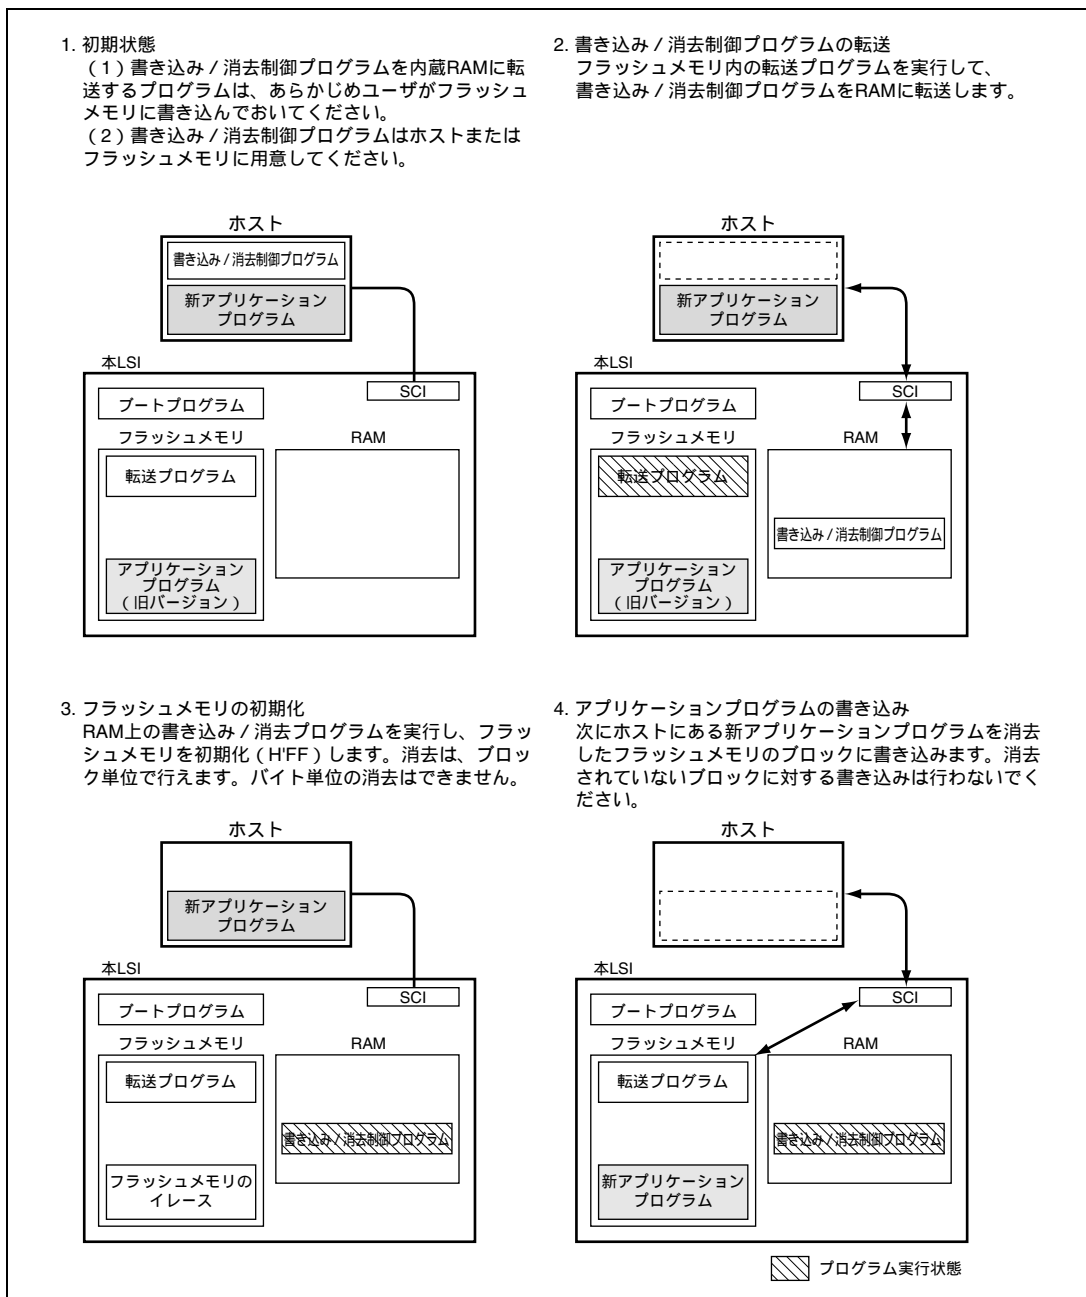 1. 初期状態
（1）書き込み / 消去制御プログラムを内蔵RAMに転
送するプログラムは、あらかじめユーザがフラッシュ
メモリに書き込んでおいてください。
（2）書き込み / 消去制御プログラムはホストまたは
フラッシュメモリに用意してください。
ホスト
書き込み / 消去制御プログラム
新アプリケーション
プログラム
本LSI
SCI
ブートプログラム
フラッシュメモリ
RAM
転送プログラム
アプリケーション
プログラム
（旧バージョン）
2. 書き込み / 消去制御プログラムの転送
フラッシュメモリ内の転送プログラムを実行して、
書き込み / 消去制御プログラムをRAMに転送します。
ホスト
新アプリケーション
プログラム
本LSI
SCI
ブートプログラム
フラッシュメモリ
RAM
転送プログラム
書き込み / 消去制御プログラム
アプリケーション
プログラム
（旧バージョン）
3. フラッシュメモリの初期化
RAM上の書き込み / 消去プログラムを実行し、フラッ
シュメモリを初期化（H'FF）します。消去は、ブロッ
ク単位で行えます。バイト単位の消去はできません。
ホスト
新アプリケーション
プログラム
本LSI
SCI
ブートプログラム
フラッシュメモリ
RAM
転送プログラム
書き込み / 消去制御プログラム
フラッシュメモリの
イレース
4. アプリケーションプログラムの書き込み
次にホストにある新アプリケーションプログラムを消去
したフラッシュメモリのブロックに書き込みます。消去
されていないブロックに対する書き込みは行わないでく
ださい。
ホスト
本LSI
SCI
ブートプログラム
フラッシュメモリ
RAM
転送プログラム
書き込み / 消去制御プログラム
新アプリケーション
プログラム
プログラム実行状態